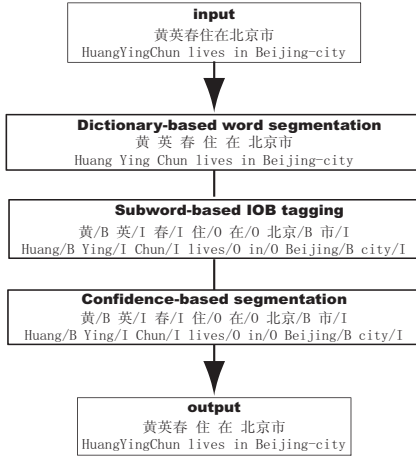 input
黄英春住在北京市
HuangYingChun lives in Beijing-city
Dictionary-based word segmentation
黄 英 春 住 在 北京市
Huang Ying Chun lives in Beijing-city
Subword-based IOB tagging
黄/B 英/I 春/I 住/O 在/O 北京/B 市/I
Huang/B Ying/I Chun/I lives/O in/O Beijing/B city/I
Confidence-based segmentation
黄/B 英/I 春/I 住/O 在/O 北京/B 市/I
Huang/B Ying/I Chun/I lives/O in/O Beijing/B city/I
output
黄英春 住 在 北京市
HuangYingChun lives in Beijing-city